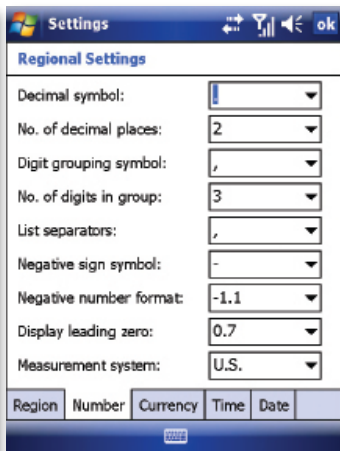 Settings ok
Regional Settings
Decimal symbol: .
No. of decimal places: 2
Digit grouping symbol: ,
No. of digits in group: 3
List separators: ,
Negative sign symbol: -
Negative number format: -1.1
Display leading zero: 0.7
Measurement system: U.S.
Region Number Currency Time Date